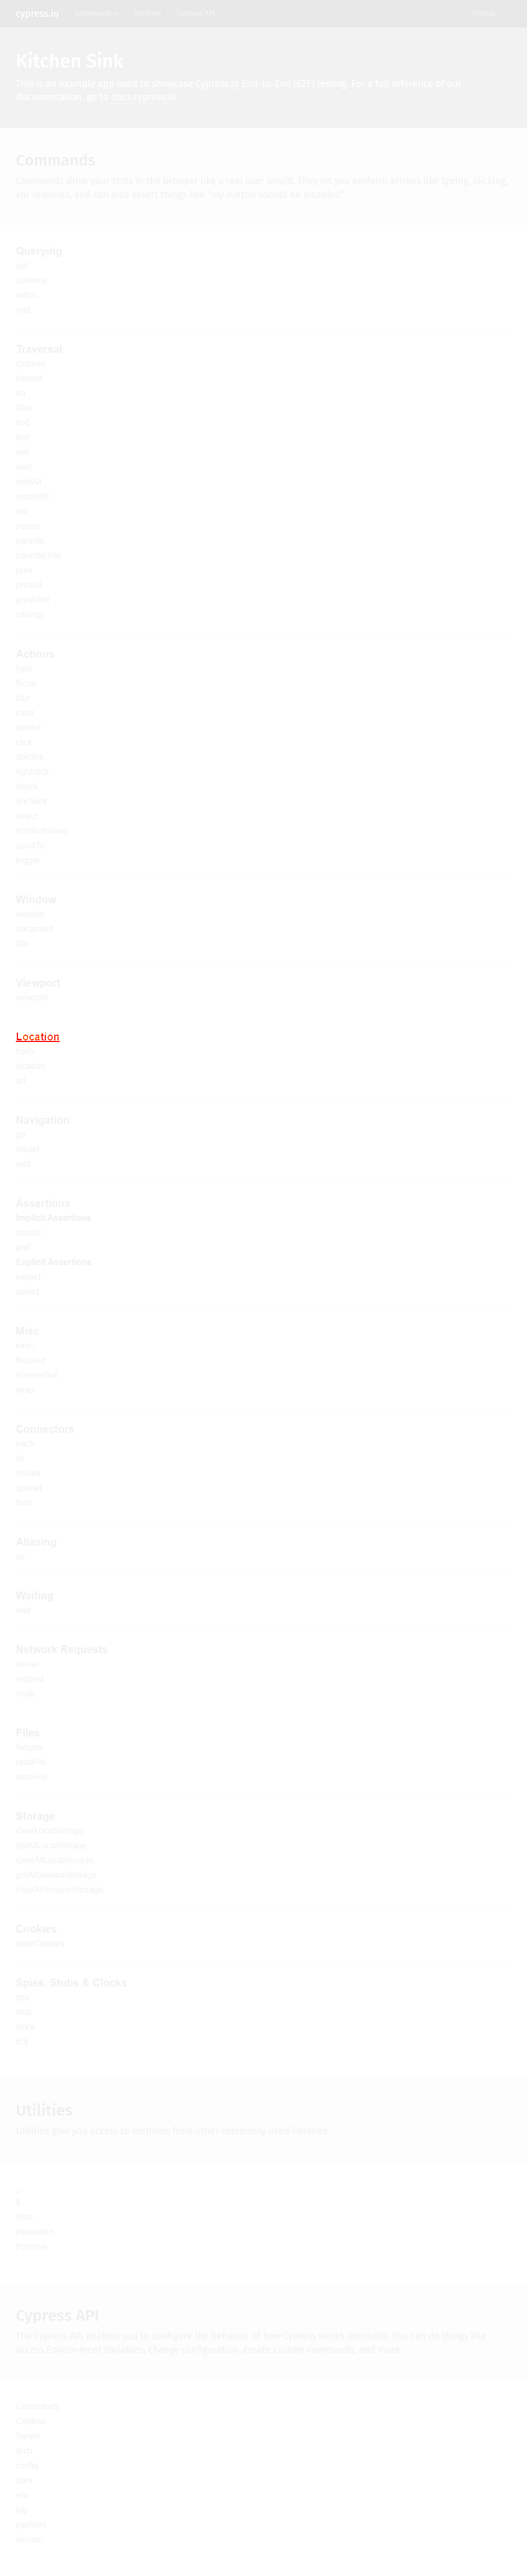 cypress.io Commands Utilities Cypress API GitHub
Kitchen Sink
This is an example app used to showcase Cypress.io End-to-End (E2E) testing. For a full reference of our
documentation, go to docs.cypress.io
Commands
Commands drive your tests in the browser like a real user would. They let you perform actions like typing, clicking,
xhr requests, and can also assert things like "my button should be disabled".
Querying
get
contains
within
root
Traversal
children
closest
eq
filter
find
first
last
next
nextAll
nextUntil
not
parent
parents
parentsUntil
prev
prevAll
prevUntil
siblings
Actions
type
focus
blur
clear
submit
click
dblclick
rightclick
check
uncheck
select
scrollIntoView
scrollTo
trigger
Window
window
document
title
Viewport
viewport
Location
hash
location
url
Navigation
go
reload
visit
Assertions
Implicit Assertions
should
and
Explicit Assertions
expect
assert
Misc
exec
focused
screenshot
wrap
Connectors
each
its
invoke
spread
then
Aliasing
as
Waiting
wait
Network Requests
request
Files
fixtures
readFile
writeFile
Storage
clearLocalStorage
getAllLocalStorage
clearAllLocalStorage
getAllSessionStorage
clearAllSessionStorage
Cookies
clearCookies
Spies, Stubs & Clocks
spy
stub
clock
tick
Utilities
Utilities give you access to methods from other commonly used libraries.
_
$
Blob
minimatch
Promise
Cypress API
The Cypress API enables you to configure the behavior of how Cypress works internally. You can do things like
access Environment Variables, change configuration, create custom commands, and more.
Commands
Cookies
Server
arch
config
dom
env
log
platform
version